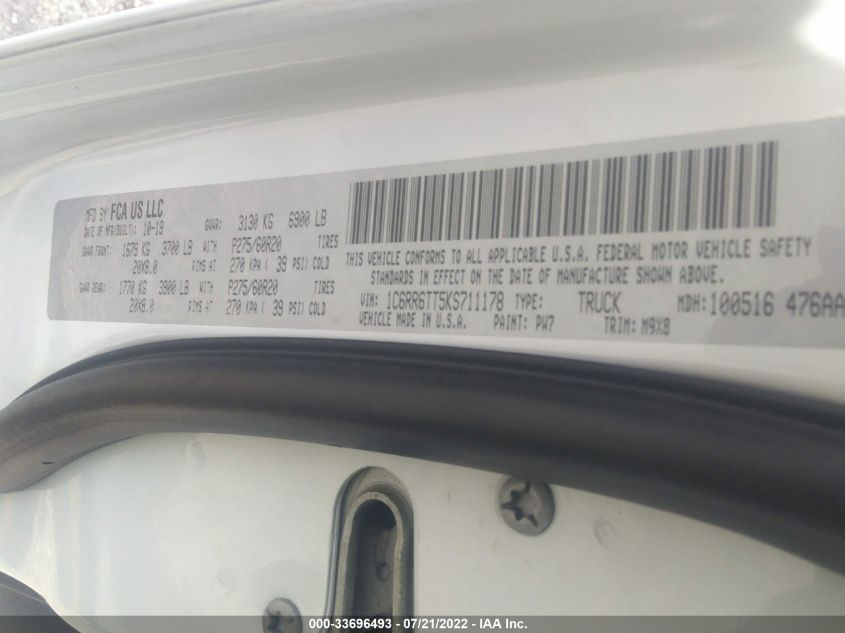 MFD BY FCA US LLC
DATE OF MFR(BUILT): 10-19 GVWR: 3130 KG 6900 LB
GAWR FRONT: 1679 KG 3700 LB WITH P275/60R20 TIRES
20X8.0 RIMS AT 270 KPA ( 39 PSI) COLD
GAWR REAR: 1770 KG 3900 LB WITH P275/60R20 TIRES
20X8.0 RIMS AT 270 KPA ( 39 PSI) COLD
THIS VEHICLE CONFORMS TO ALL APPLICABLE U.S.A. FEDERAL MOTOR VEHICLE SAFETY
STANDARDS IN EFFECT ON THE DATE OF MANUFACTURE SHOWN ABOVE.
VIN: 1C6RR6TT5KS711178 TYPE: TRUCK MDH: 100516 476AA
VEHICLE MADE IN U.S.A. PAINT: PW7 TRIM: M9X8
000-33696493 - 07/21/2022 - IAA Inc.